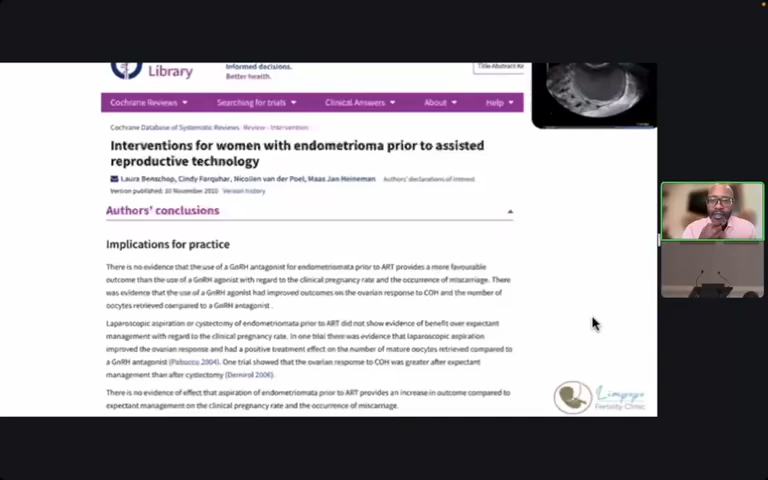 Library
Informed decisions.
Better health.
Title Abstract Ke
Cochrane Reviews
Searching for trials
Clinical Answers
About
Help
Cochrane Database of Systematic Reviews Review - Intervention
Interventions for women with endometrioma prior to assisted
reproductive technology
Laura Benschop, Cindy Farquhar, Nicolien van der Poel, Maas Jan Heineman Authors' declarations of interest
Version published: 10 November 2010 Version history
Authors' conclusions
Implications for practice
There is no evidence that the use of a GnRH antagonist for endometriomata prior to ART provides a more favourable
outcome than the use of a GnRH agonist with regard to the clinical pregnancy rate and the occurrence of miscarriage. There
was evidence that the use of a GnRH agonist had improved outcomes on the ovarian response to COH and the number of
oocytes retrieved compared to a GnRH antagonist .
Laparoscopic aspiration or cystectomy of endometriomata prior to ART did not show evidence of benefit over expectant
management with regard to the clinical pregnancy rate. In one trial there was evidence that laparoscopic aspiration
improved the ovarian response and had a positive treatment effect on the number of mature oocytes retrieved compared to
a GnRH antagonist (Pabuccu 2004). One trial showed that the ovarian response to COH was greater after expectant
management than after cystectomy (Demirol 2006).
There is no evidence of effect that aspiration of endometriomata prior to ART provides an increase in outcome compared to
expectant management on the clinical pregnancy rate and the occurrence of miscarriage.
Limpopo
Fertility Clinic